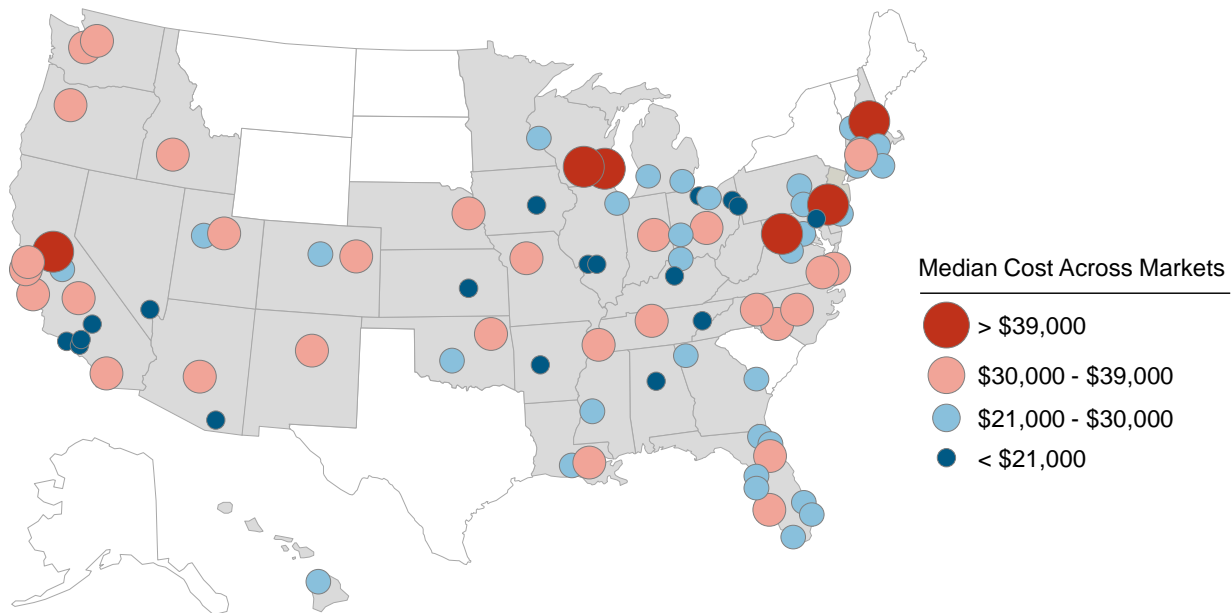 Median Cost Across Markets
> $39,000
$30,000 - $39,000
$21,000 - $30,000
< $21,000